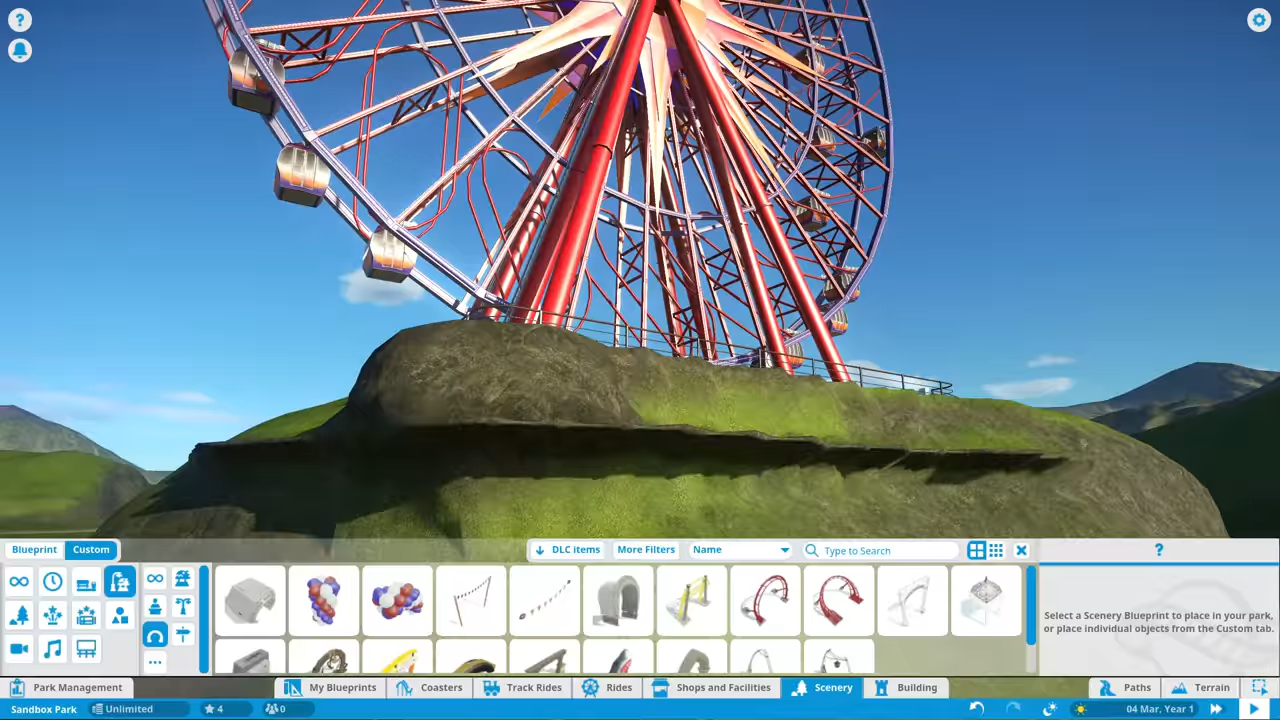 ?
Blueprint
Custom
DLC items
More Filters
Name
Type to Search
?
Select a Scenery Blueprint to place in your park,
or place individual objects from the Custom tab.
Park Management
My Blueprints
Coasters
Track Rides
Rides
Shops and Facilities
Scenery
Building
Paths
Terrain
Sandbox Park
Unlimited
4
0
04 Mar, Year 1